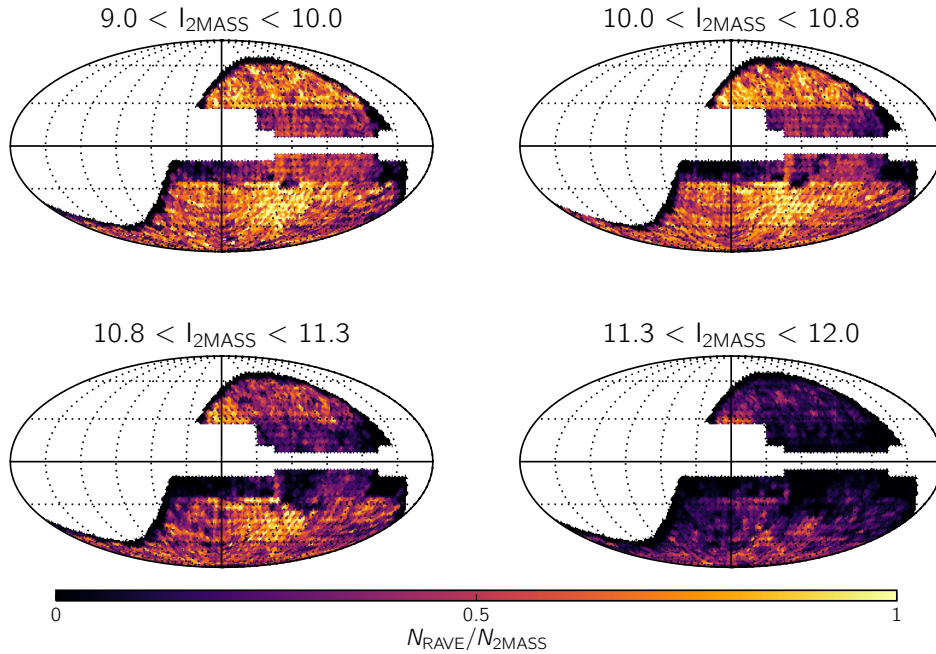 9.0 < I2MASS < 10.0
10.0 < I2MASS < 10.8
10.8 < I2MASS < 11.3
11.3 < I2MASS < 12.0
0 0.5 1
NRAVE/N2MASS